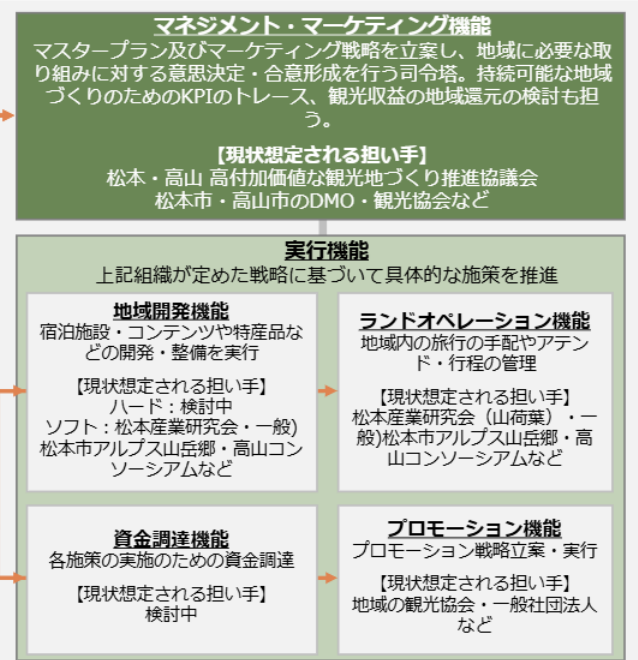 マネジメント・マーケティング機能
マスタープラン及びマーケティング戦略を立案し、地域に必要な取
り組みに対する意思決定・合意形成を行う司令塔。持続可能な地域
づくりのためのKPIのトレース、観光収益の地域還元の検討も担
う。
【現状想定される担い手】
松本・高山 高付加価値な観光地づくり推進協議会
松本市・高山市のDMO・観光協会など
実行機能
上記組織が定めた戦略に基づいて具体的な施策を推進
地域開発機能
宿泊施設・コンテンツや特産品な
どの開発・整備を実行
【現状想定される担い手】
ハード：検討中
ソフト：松本産業研究会・一般)
松本市アルプス山岳郷・高山コン
ソーシアムなど
ランドオペレーション機能
地域内の旅行の手配やアテン
ド・行程の管理
【現状想定される担い手】
松本産業研究会（山荷葉）・一
般)松本市アルプス山岳郷・高
山コンソーシアムなど
資金調達機能
各施策の実施のための資金調達
【現状想定される担い手】
検討中
プロモーション機能
プロモーション戦略立案・実行
【現状想定される担い手】
地域の観光協会・一般社団法人
など